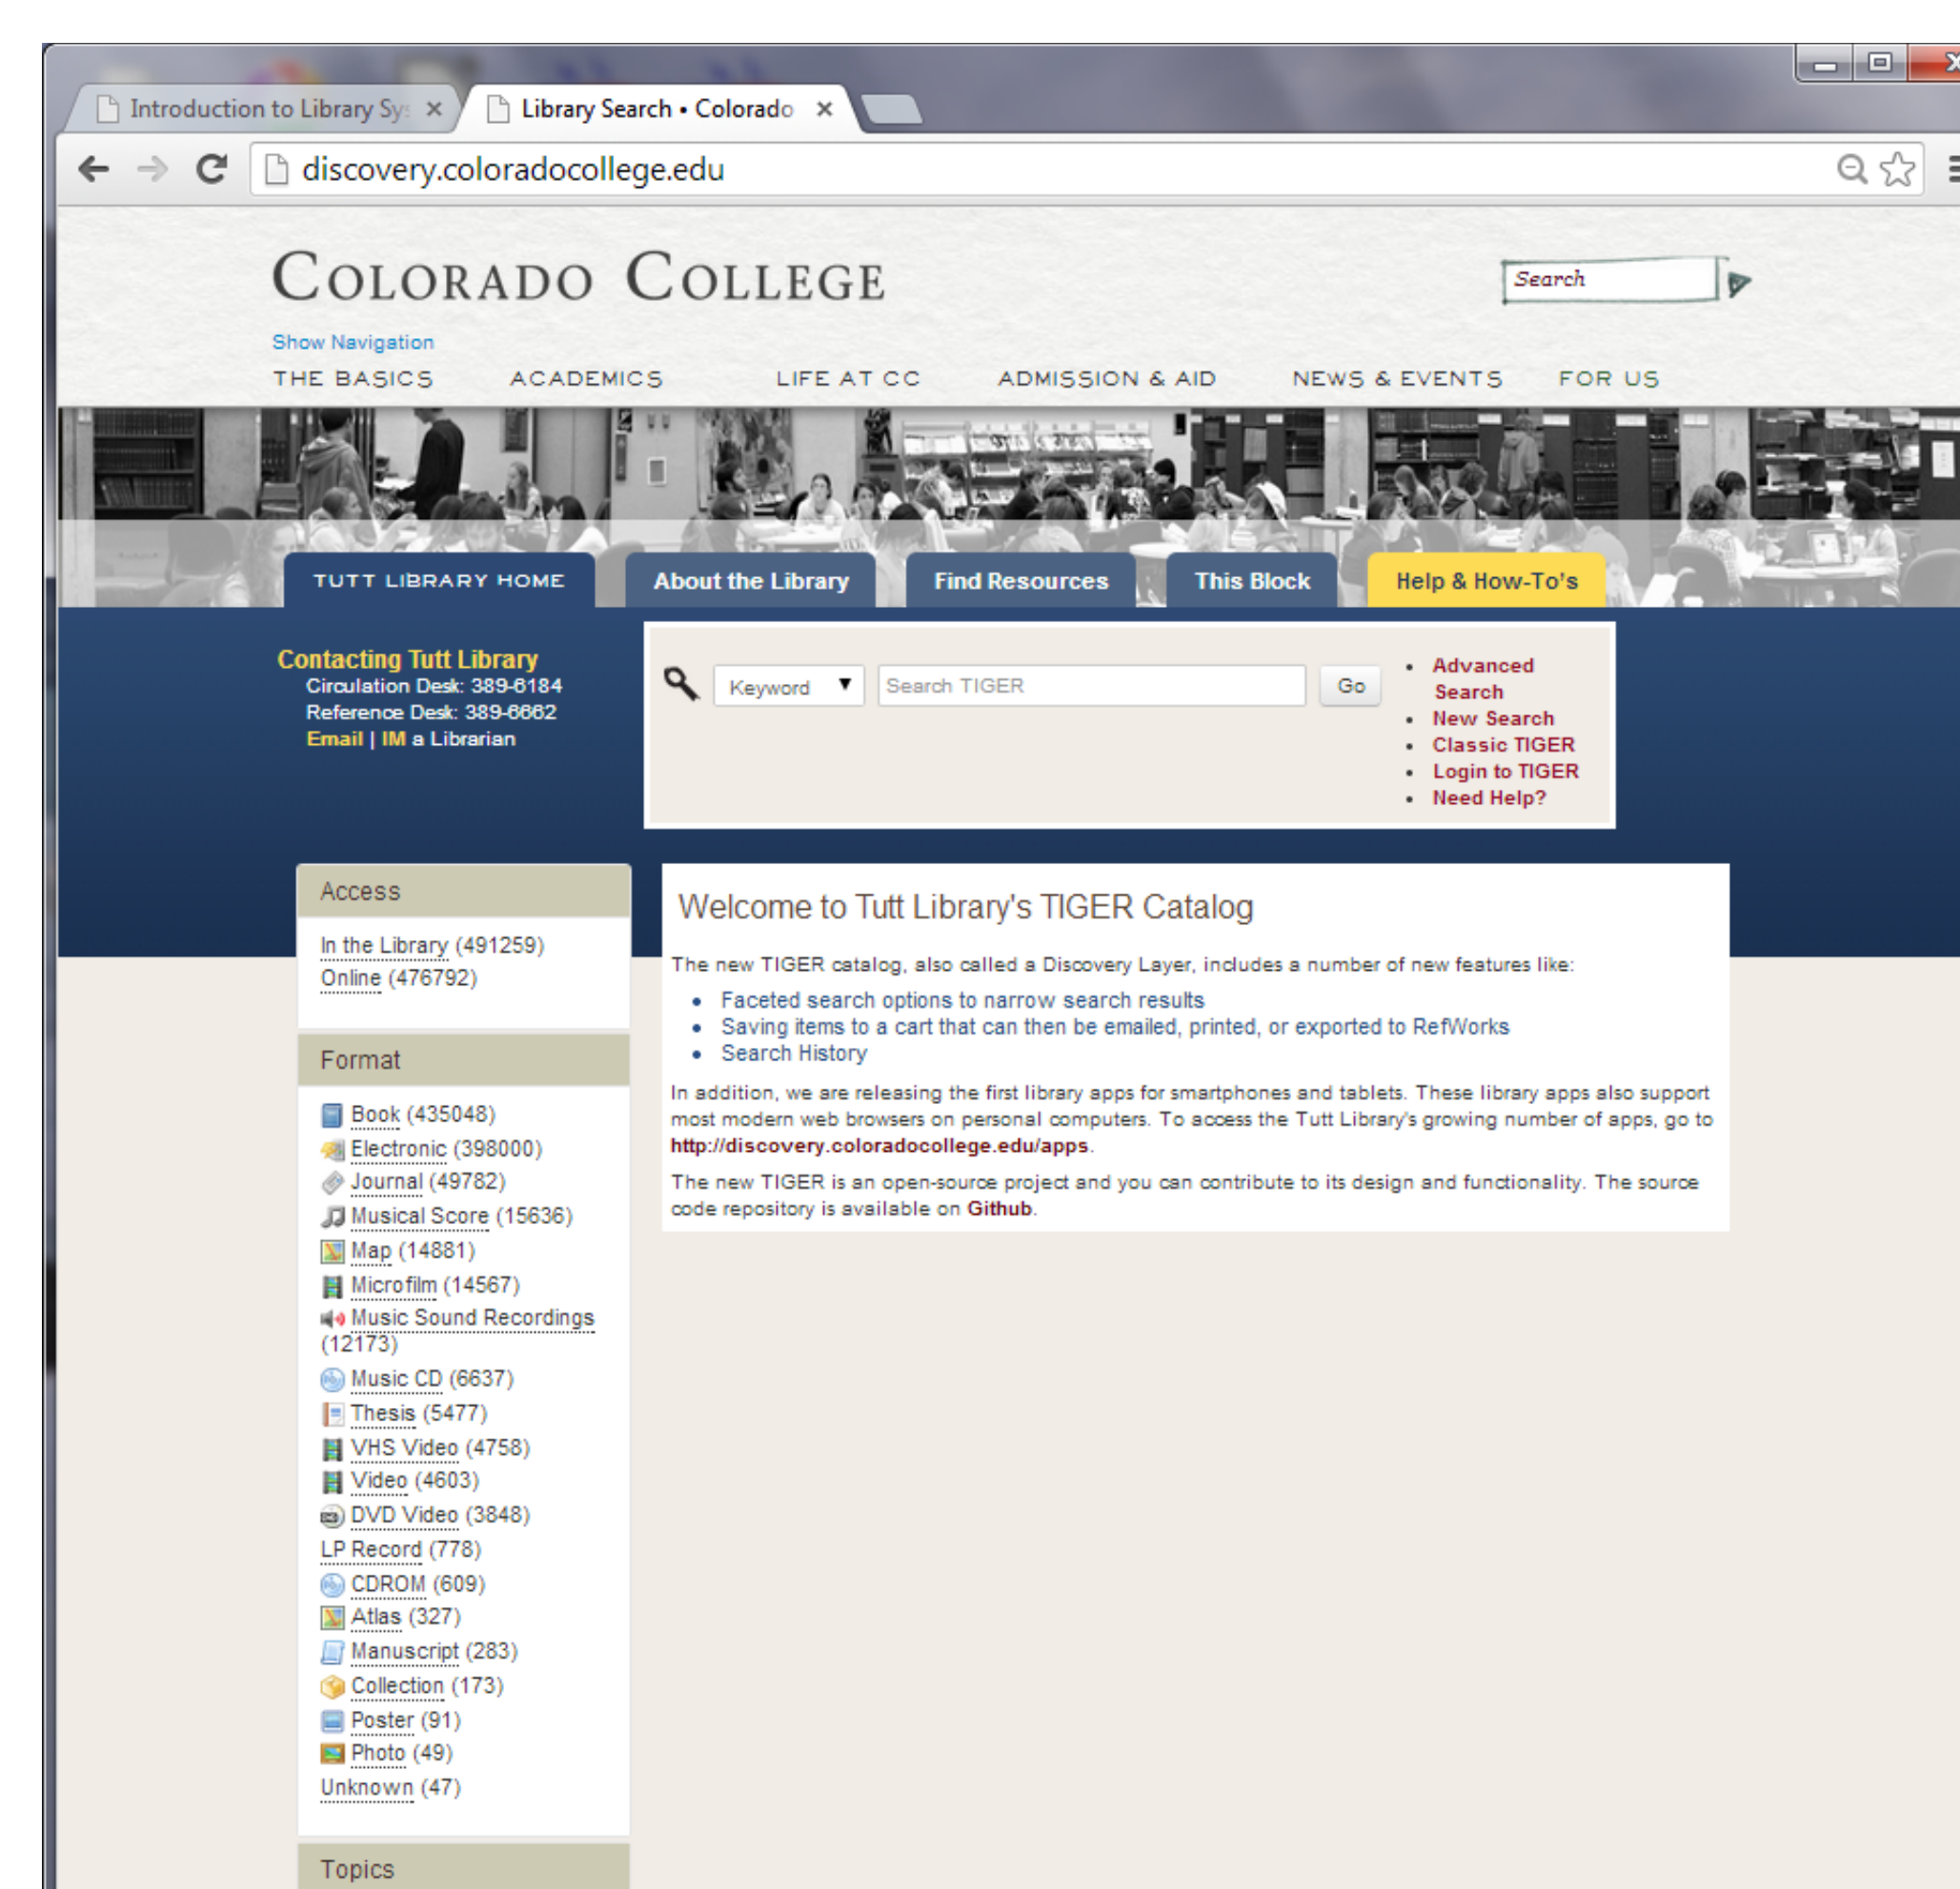 Introduction to Library Sys
Library Search • Colorado
discovery.coloradocollege.edu
COLORADO COLLEGE
Search
Show Navigation
THE BASICS ACADEMICS LIFE AT CC ADMISSION & AID NEWS & EVENTS FOR US
TUTT LIBRARY HOME About the Library Find Resources This Block Help & How-To's
Contacting Tutt Library
Circulation Desk: 389-6184
Reference Desk: 389-6662
Email | IM a Librarian
Keyword Search TIGER Go
Advanced
Search
New Search
Classic TIGER
Login to TIGER
Need Help?
Access
In the Library (491259)
Online (476792)
Format
Book (435048)
Electronic (398000)
Journal (49782)
Musical Score (15636)
Map (14881)
Microfilm (14567)
Music Sound Recordings
(12173)
Music CD (6637)
Thesis (5477)
VHS Video (4758)
Video (4603)
DVD Video (3848)
LP Record (778)
CDROM (609)
Atlas (327)
Manuscript (283)
Collection (173)
Poster (91)
Photo (49)
Unknown (47)
Topics
Welcome to Tutt Library's TIGER Catalog
The new TIGER catalog, also called a Discovery Layer, includes a number of new features like:
Faceted search options to narrow search results
Saving items to a cart that can then be emailed, printed, or exported to RefWorks
Search History
In addition, we are releasing the first library apps for smartphones and tablets. These library apps also support
most modern web browsers on personal computers. To access the Tutt Library's growing number of apps, go to
http://discovery.coloradocollege.edu/apps.
The new TIGER is an open-source project and you can contribute to its design and functionality. The source
code repository is available on Github.